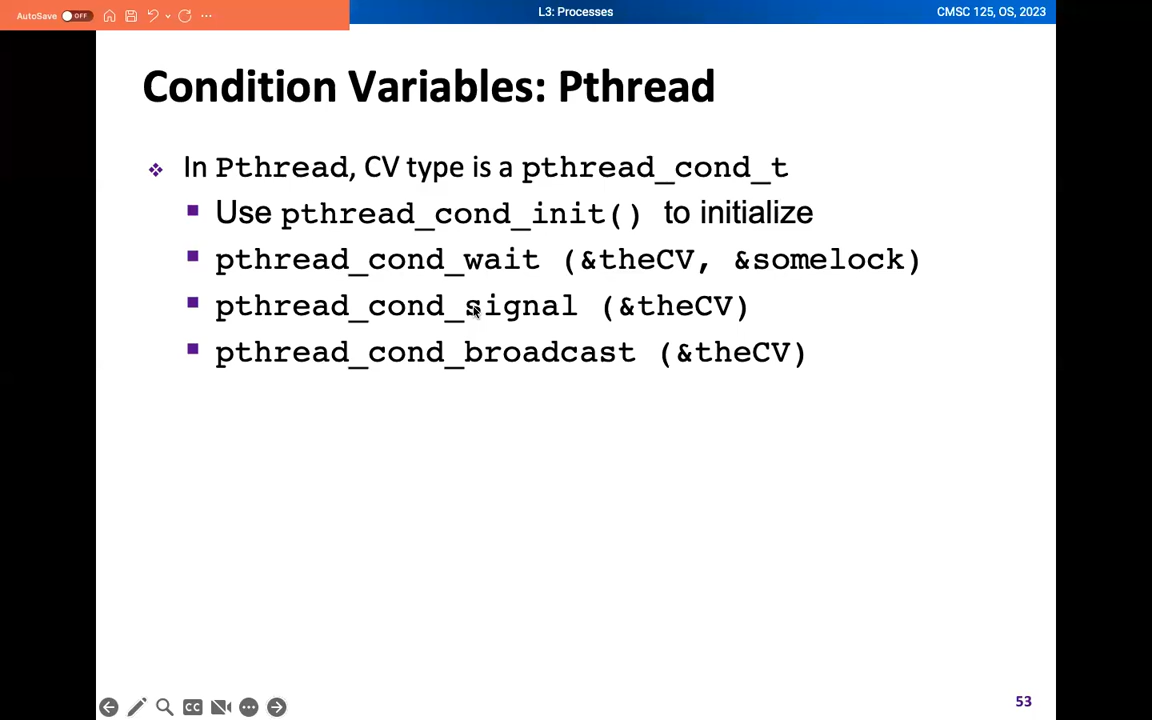 AutoSave OFF
L3: Processes
CMSC 125, OS, 2023
Condition Variables: Pthread
In Pthread, CV type is a pthread_cond_t
Use pthread_cond_init() to initialize
pthread_cond_wait (&theCV, &somelock)
pthread_cond_signal (&theCV)
pthread_cond_broadcast (&theCV)
CC
53